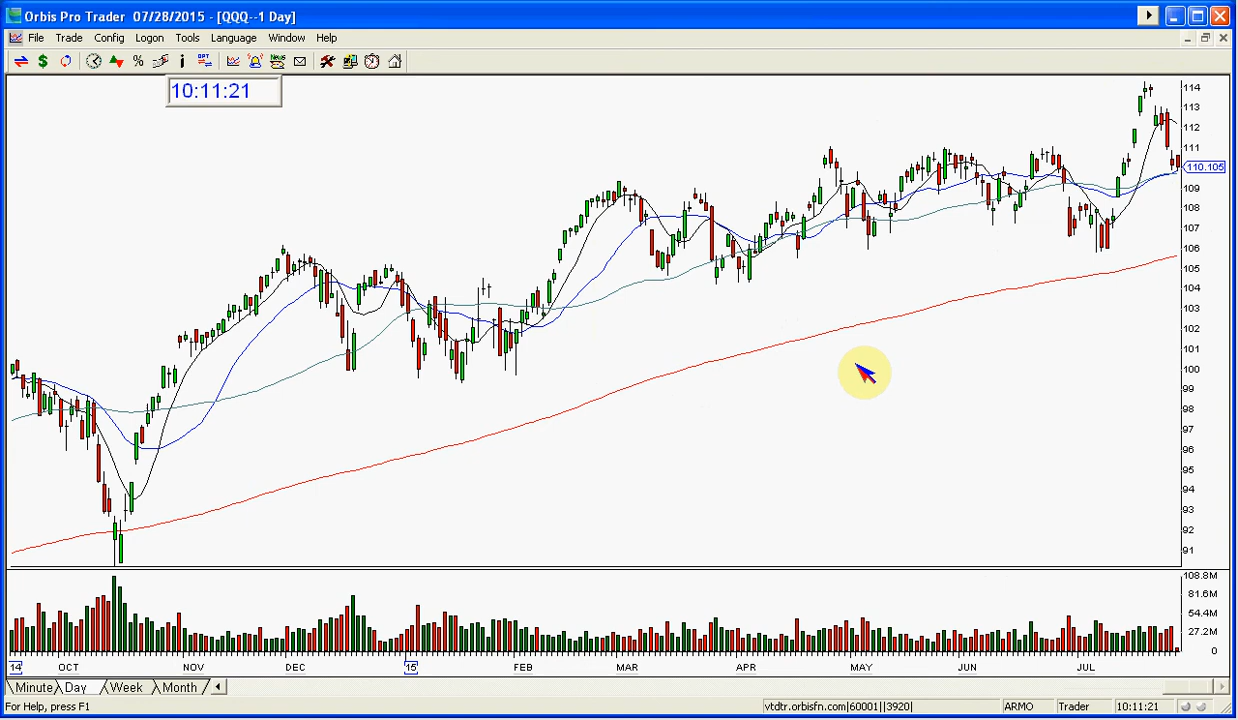 Orbis Pro Trader 07/28/2015 - [QQQ--1 Day]
File Trade Config Logon Tools Language Window Help
OPT News
10:11:21
114
113
112
111
110.105
109
108
107
106
105
104
103
102
101
100
99
98
97
96
95
94
93
92
91
108.8M
81.6M
54.4M
27.2M
0
14 OCT NOV DEC 15 FEB MAR APR MAY JUN JUL
Minute Day Week Month
For Help, press F1 vtdtr.orbisfn.com|60001||3920| ARMO Trader 10:11:21